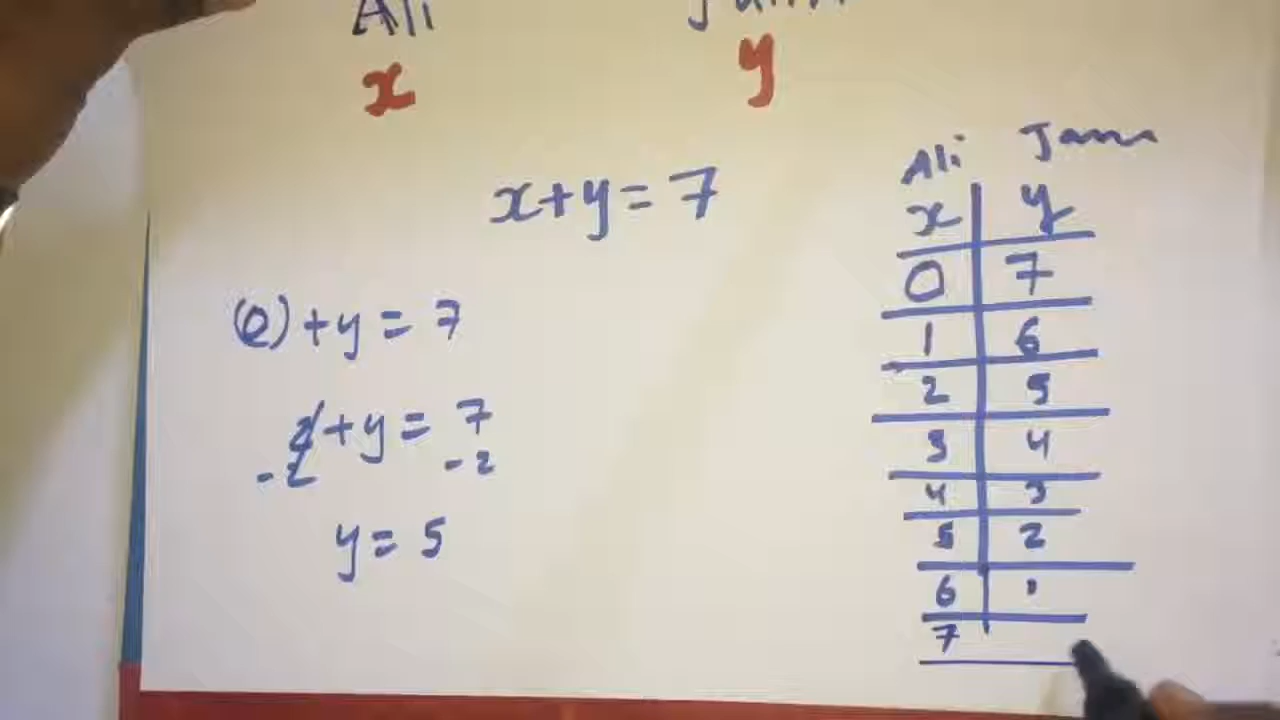 Ali
x y
x+y=7
(2)+y=7
2+y=7
-2 -2
y=5
Ali
x y
0 7
1 6
2 5
3 4
4 3
5 2
6 1
7